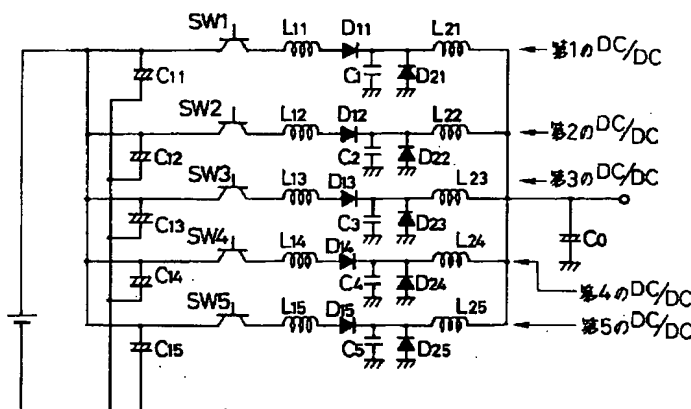 SW1 L11 D11 L21
第1のDC/DC
C11 C1 D21
SW2 L12 D12 L22
第2のDC/DC
C12 C2 D22
SW3 L13 D13 L23
第3のDC/DC
C13 C3 D23
C0
SW4 L14 D14 L24
第4のDC/DC
C14 C4 D24
SW5 L15 D15 L25
第5のDC/DC
C15 C5 D25